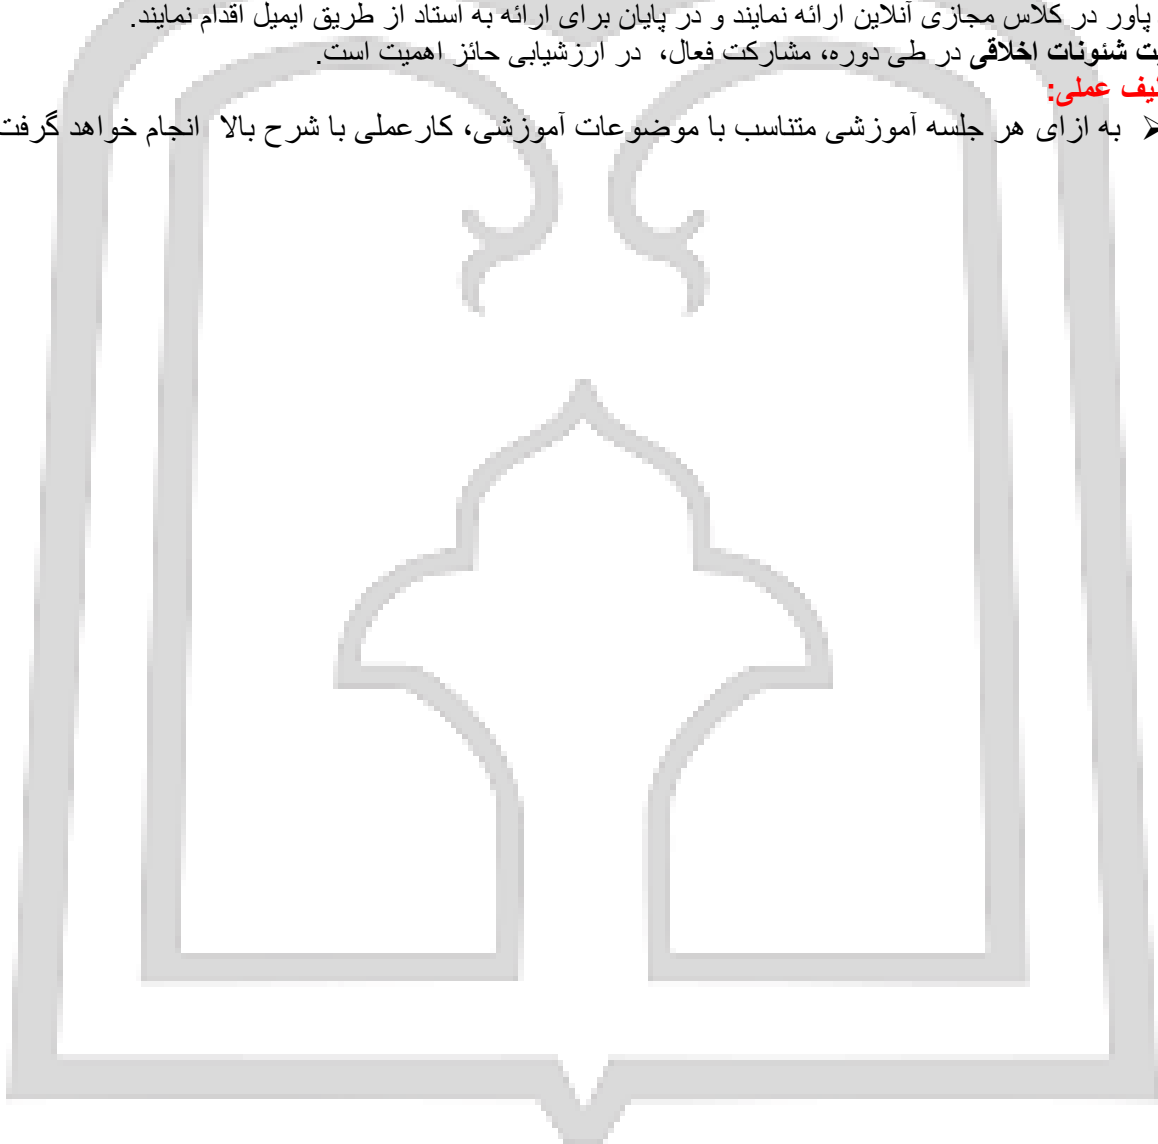 پاور در کلاس مجازی آنلاین ارائه نمایند و در پایان برای ارائه به استاد از طریق ایمیل اقدام نمایند.
شئونات اخلاقی در طی دوره، مشارکت فعال، در ارزشیابی حائز اهمیت است.
عملی:
➢ به ازای هر جلسه آموزشی متناسب با موضوعات آموزشی، کارعملی با شرح بالا انجام خواهد گرفت